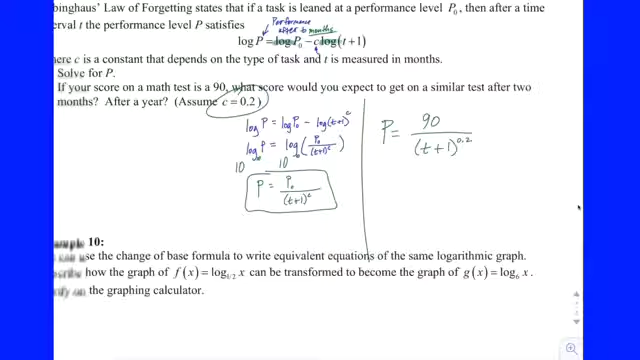 binghaus' Law of Forgetting states that if a task is leaned at a performance level P₀, then after a time
Performance
after t months
terval t the performance level P satisfies
log P = log P₀ − c log(t + 1)
here c is a constant that depends on the type of task and t is measured in months.
Solve for P.
If your score on a math test is a 90, what score would you expect to get on a similar test after two
months? After a year? (Assume c = 0.2)
log P = log P₀ − log(t+1)^c
log P = log(P₀/(t+1)^c)
10 10
P = P₀/(t+1)^c
P = 90/(t+1)^0.2
ample 10:
can use the change of base formula to write equivalent equations of the same logarithmic graph.
scribe how the graph of f(x) = log₁/₂ x can be transformed to become the graph of g(x) = log₆ x.
rify on the graphing calculator.